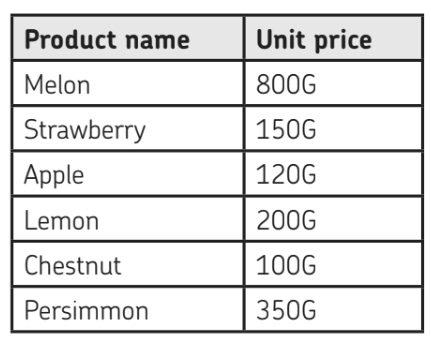 Product name Unit price
Melon 800G
Strawberry 150G
Apple 120G
Lemon 200G
Chestnut 100G
Persimmon 350G